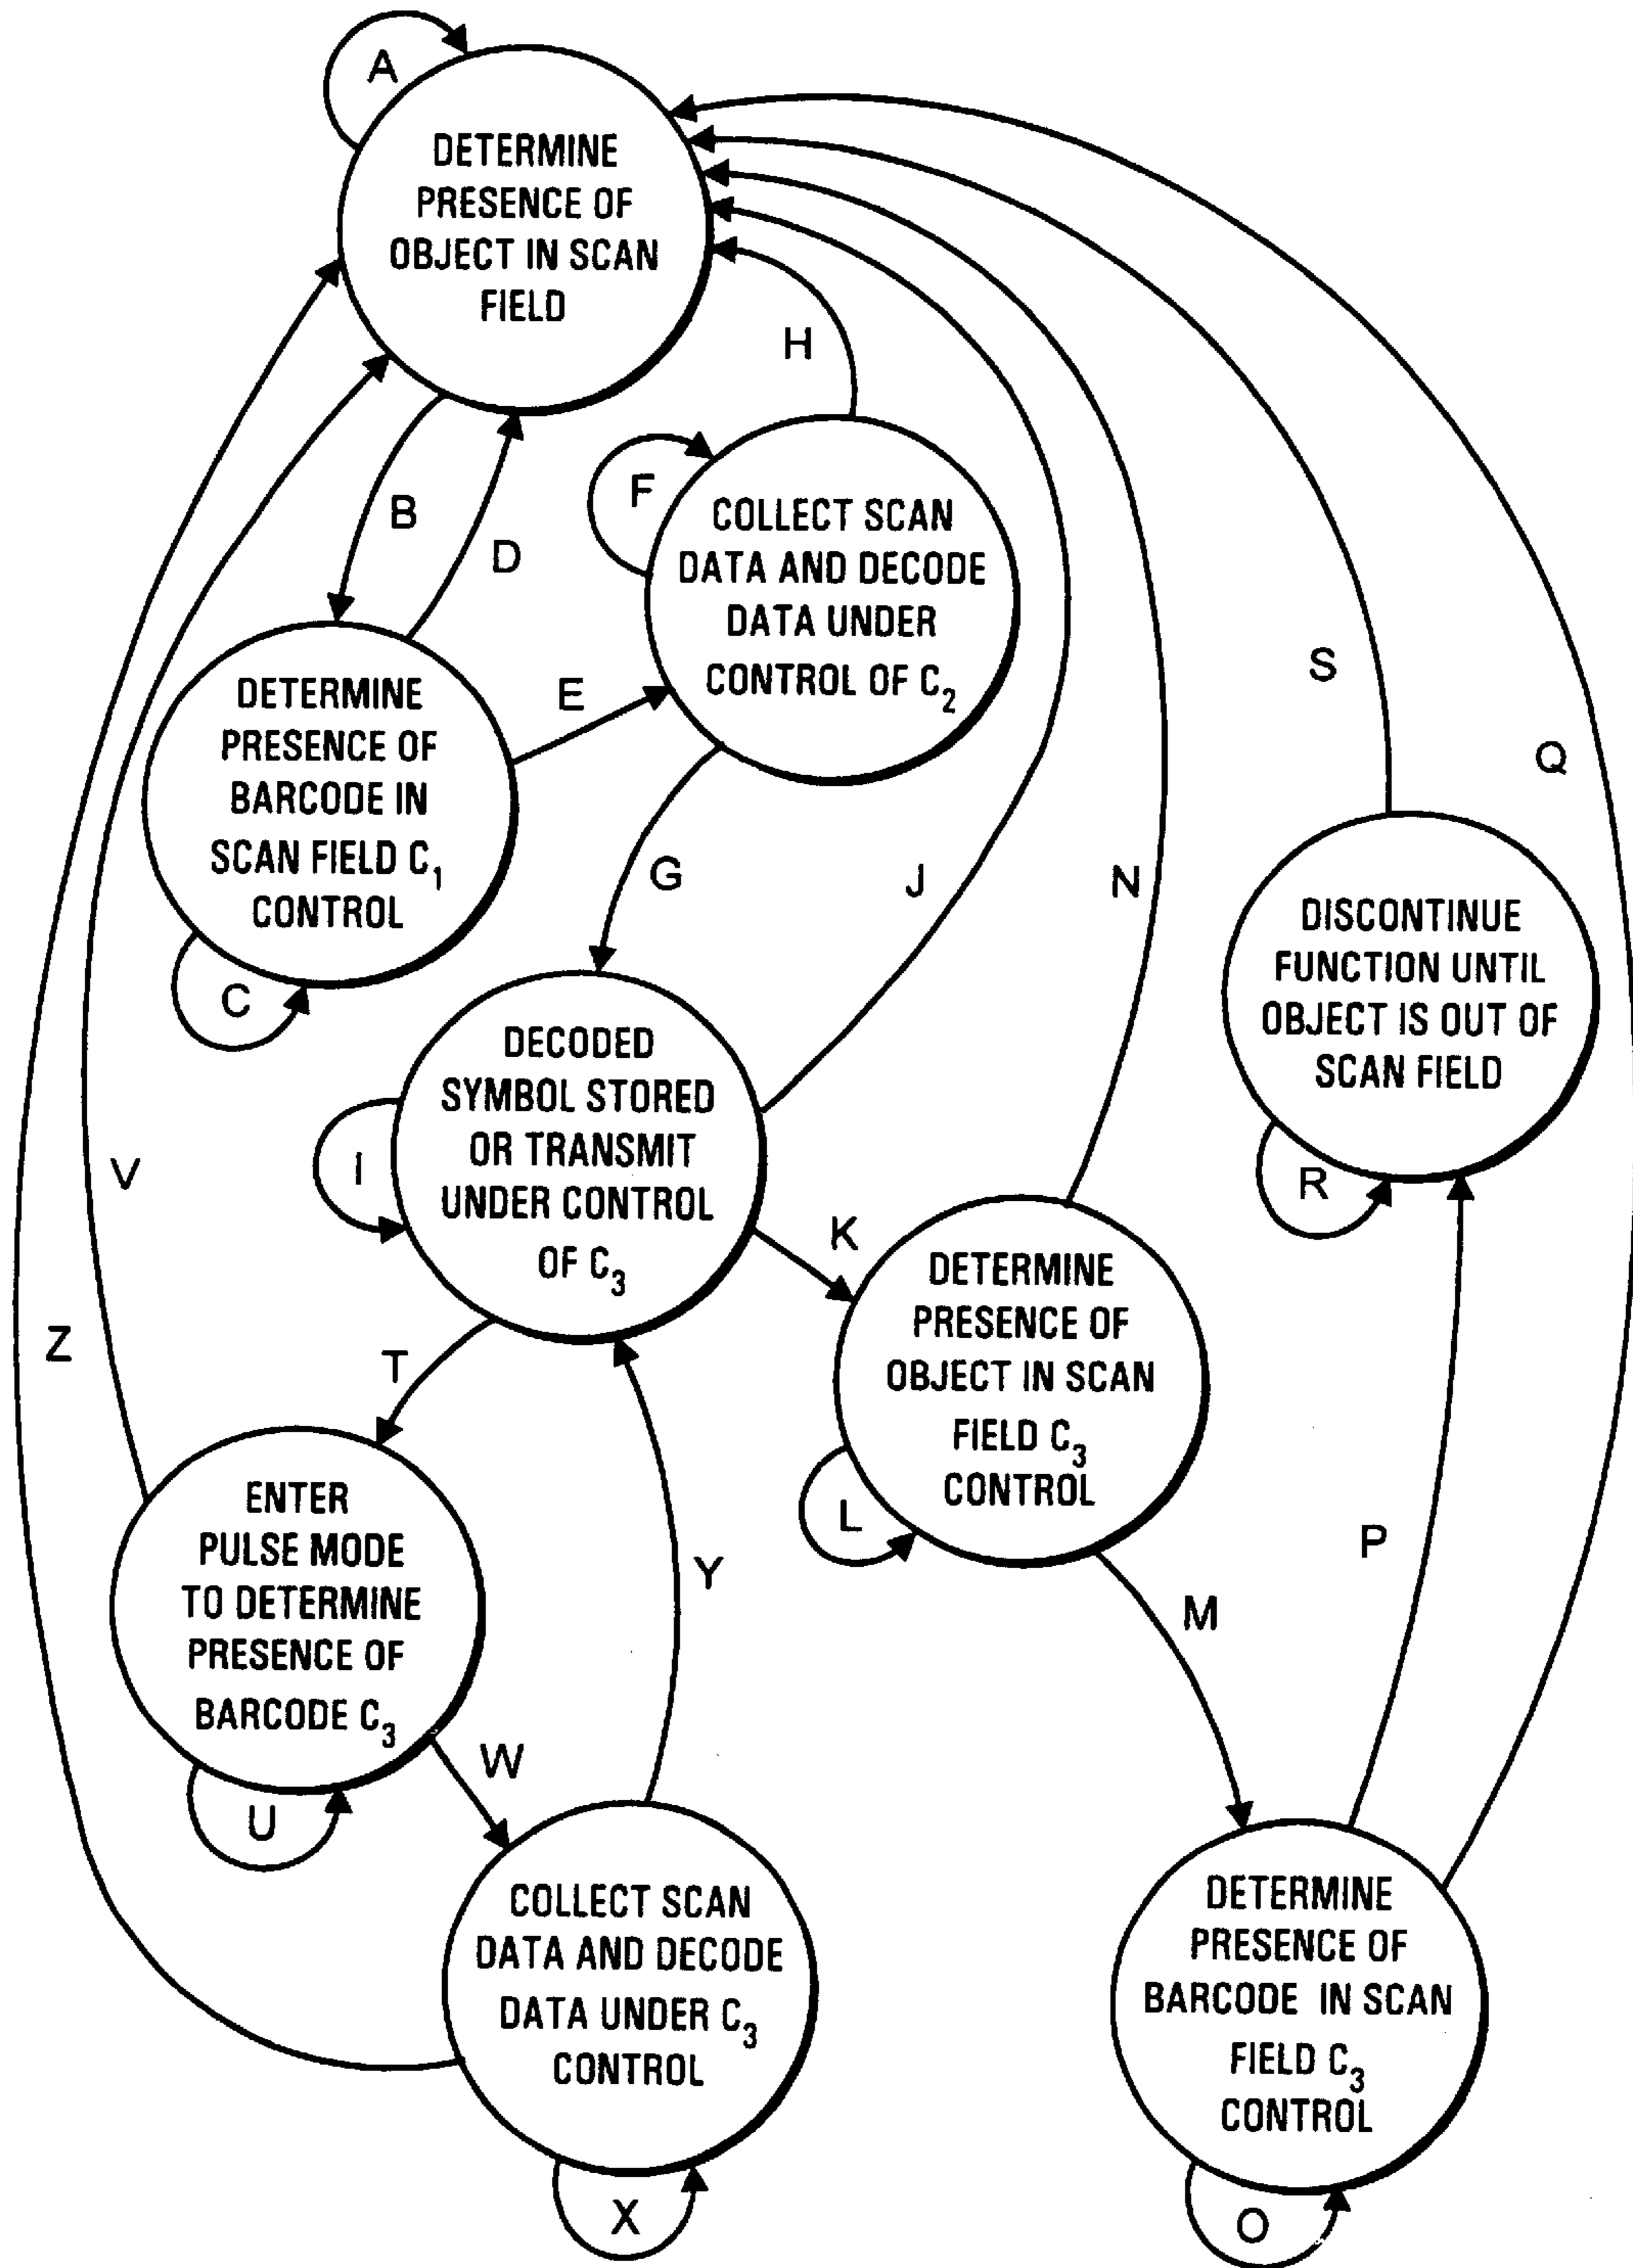 A
DETERMINE
PRESENCE OF
OBJECT IN SCAN
FIELD
H
B
D
F
COLLECT SCAN
DATA AND DECODE
DATA UNDER
CONTROL OF C₂
E
DETERMINE
PRESENCE OF
BARCODE IN
SCAN FIELD C₁
CONTROL
C
G
J
N
S
Q
DISCONTINUE
FUNCTION UNTIL
OBJECT IS OUT OF
SCAN FIELD
R
DECODED
SYMBOL STORED
OR TRANSMIT
UNDER CONTROL
OF C₃
I
V
Z
K
T
DETERMINE
PRESENCE OF
OBJECT IN SCAN
FIELD C₃
CONTROL
L
ENTER
PULSE MODE
TO DETERMINE
PRESENCE OF
BARCODE C₃
U
Y
P
M
W
COLLECT SCAN
DATA AND DECODE
DATA UNDER C₃
CONTROL
X
DETERMINE
PRESENCE OF
BARCODE IN SCAN
FIELD C₃
CONTROL
O